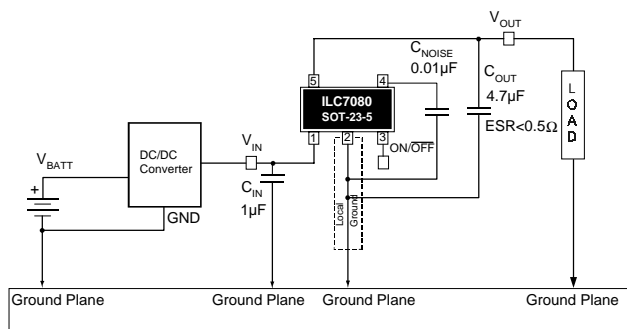 VOUT
CNOISE
0.01µF
COUT
4.7µF
ESR<0.5Ω
LOAD
5
4
ILC7080
SOT-23-5
1
2
3
ON/OFF
VIN
DC/DC
Converter
VBATT
+
CIN
1µF
GND
Local
Ground
Ground Plane
Ground Plane
Ground Plane
Ground Plane